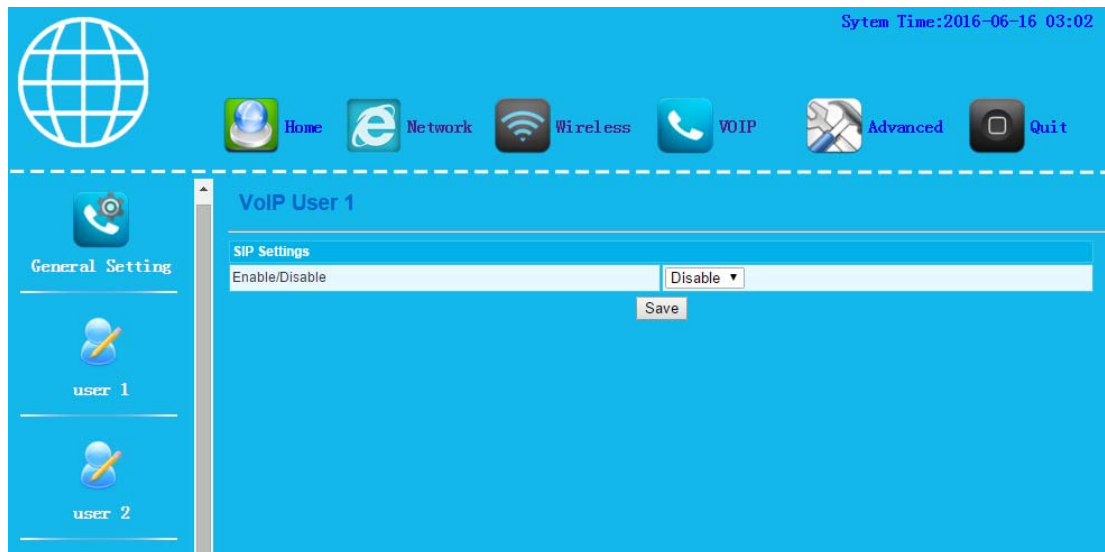 Sytem Time:2016-06-16 03:02
Home Network Wireless VOIP Advanced Quit
General Setting
user 1
user 2
VoIP User 1
SIP Settings
Enable/Disable Disable
Save